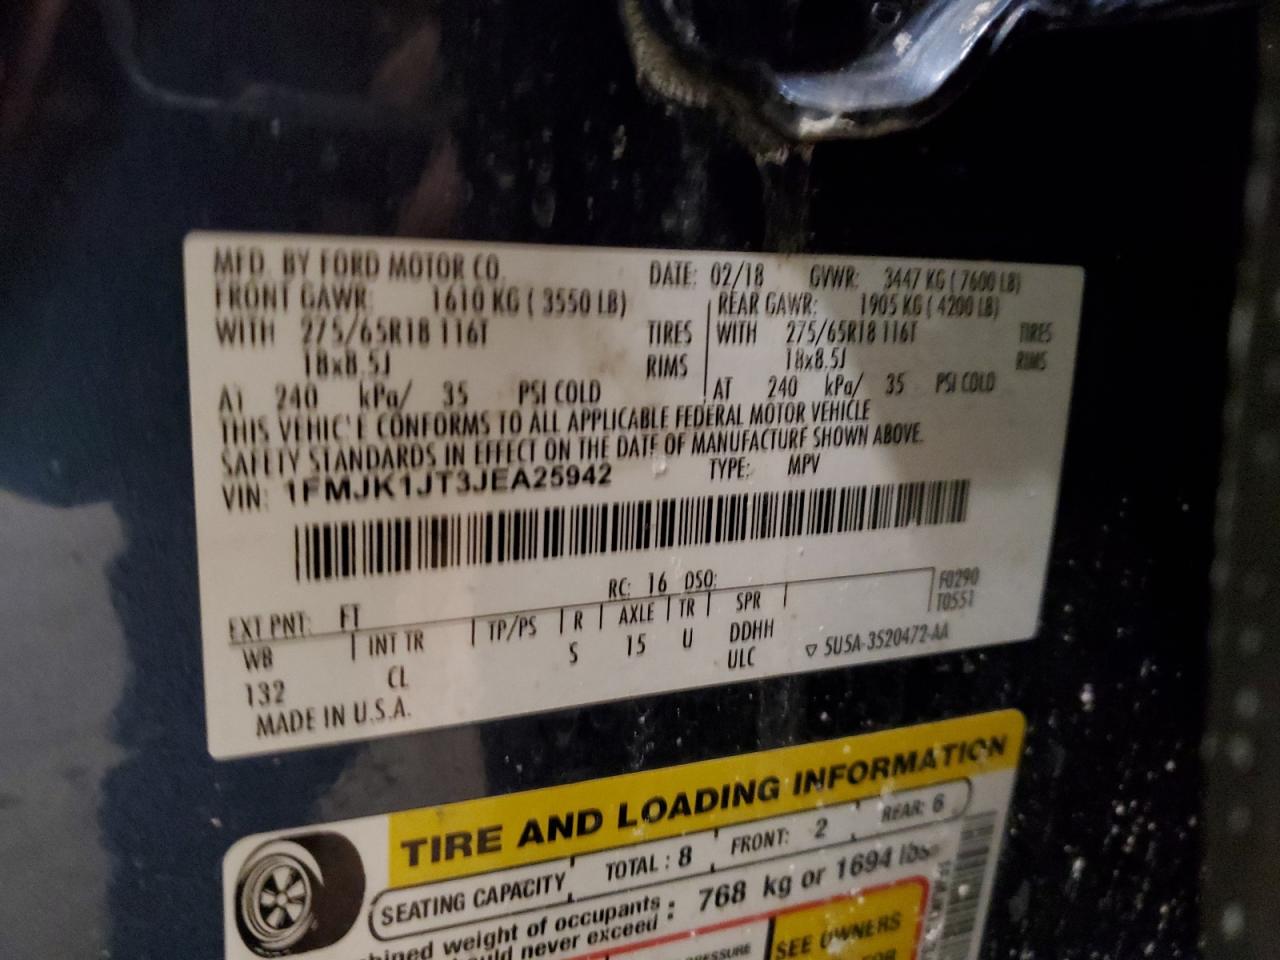 MFD. BY FORD MOTOR CO. DATE: 02/18 GVWR: 3447 KG ( 7600 LB)
FRONT GAWR: 1610 KG ( 3550 LB) REAR GAWR: 1905 KG ( 4200 LB)
WITH 275/65R18 116T TIRES WITH 275/65R18 116T TIRES
18x8.5J RIMS 18x8.5J RIMS
AT 240 kPa/ 35 PSI COLD AT 240 kPa/ 35 PSI COLD
THIS VEHICLE CONFORMS TO ALL APPLICABLE FEDERAL MOTOR VEHICLE
SAFETY STANDARDS IN EFFECT ON THE DATE OF MANUFACTURE SHOWN ABOVE.
VIN: 1FMJK1JT3JEA25942 TYPE: MPV
EXT PNT: FT RC: 16 DSO: F0290
WB INT TR TP/PS R AXLE TR SPR T0551
132 CL S 15 U DDHH
ULC ▽ 5U5A-3520472-AA
MADE IN U.S.A.
TIRE AND LOADING INFORMATION
SEATING CAPACITY TOTAL : 8 FRONT: 2 REAR: 6
weight of occupants : 768 kg or 1694 lbs
never exceed
SEE OWNERS